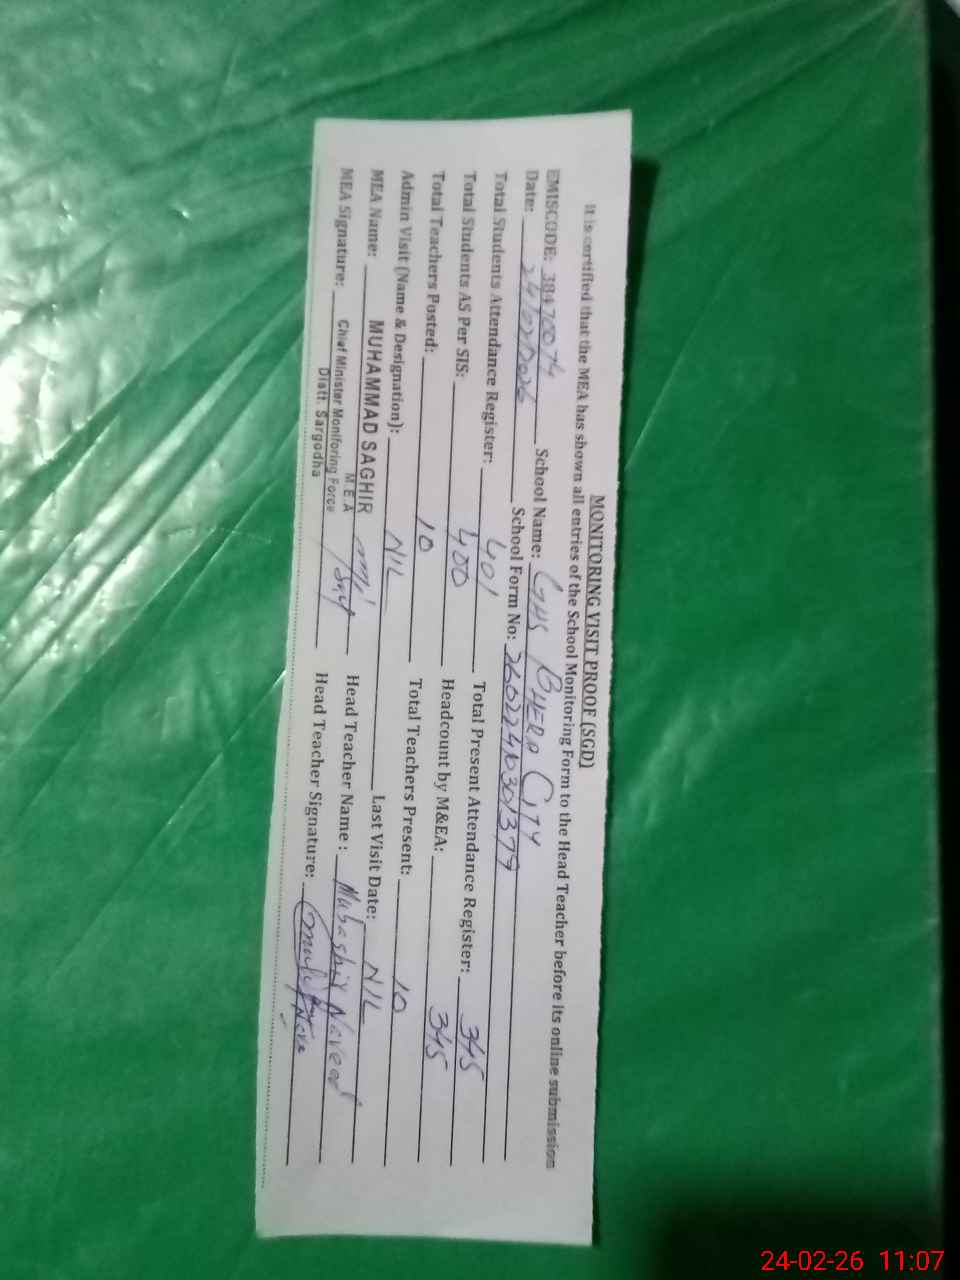 MONITORING VISIT PROOF (SGD)
It is certified that the MEA has shown all entries of the School Monitoring Form to the Head Teacher before its online submission
EMISCODE: 38470074 School Name: GHS BHERA CITY
Date: 24/02/2026 School Form No:
Total Students Attendance Register: 401 Total Present Attendance Register: 345
Total Students AS Per SIS: 400 Headcount by M&EA: 345
Total Teachers Posted: 10 Total Teachers Present: 10
Admin Visit (Name & Designation): NIL Last Visit Date: NIL
MEA Name: MUHAMMAD SAGHIR Head Teacher Name : Mubashir Naveed
M.E.A
MEA Signature: Chief Minister Monitoring Force Head Teacher Signature:
Distt. Sargodha
24-02-26 11:07